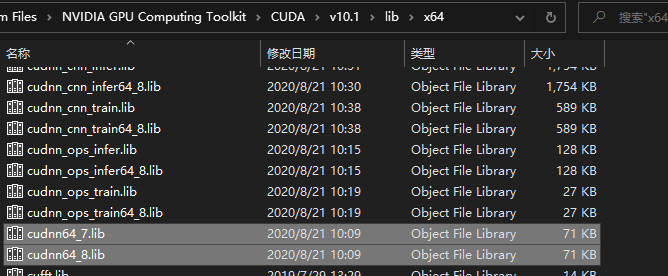 m Files > NVIDIA GPU Computing Toolkit > CUDA > v10.1 > lib > x64 搜索"x64
名称 修改日期 类型 大小
cudnn_cnn_infer.lib 2020/8/21 10:31 Object File Library 1,754 KB
cudnn_cnn_infer64_8.lib 2020/8/21 10:30 Object File Library 1,754 KB
cudnn_cnn_train.lib 2020/8/21 10:38 Object File Library 589 KB
cudnn_cnn_train64_8.lib 2020/8/21 10:38 Object File Library 589 KB
cudnn_ops_infer.lib 2020/8/21 10:15 Object File Library 128 KB
cudnn_ops_infer64_8.lib 2020/8/21 10:15 Object File Library 128 KB
cudnn_ops_train.lib 2020/8/21 10:19 Object File Library 27 KB
cudnn_ops_train64_8.lib 2020/8/21 10:19 Object File Library 27 KB
cudnn64_7.lib 2020/8/21 10:09 Object File Library 71 KB
cudnn64_8.lib 2020/8/21 10:09 Object File Library 71 KB
cufft.lib 2019/7/29 13:29 Object File Library 14 KB